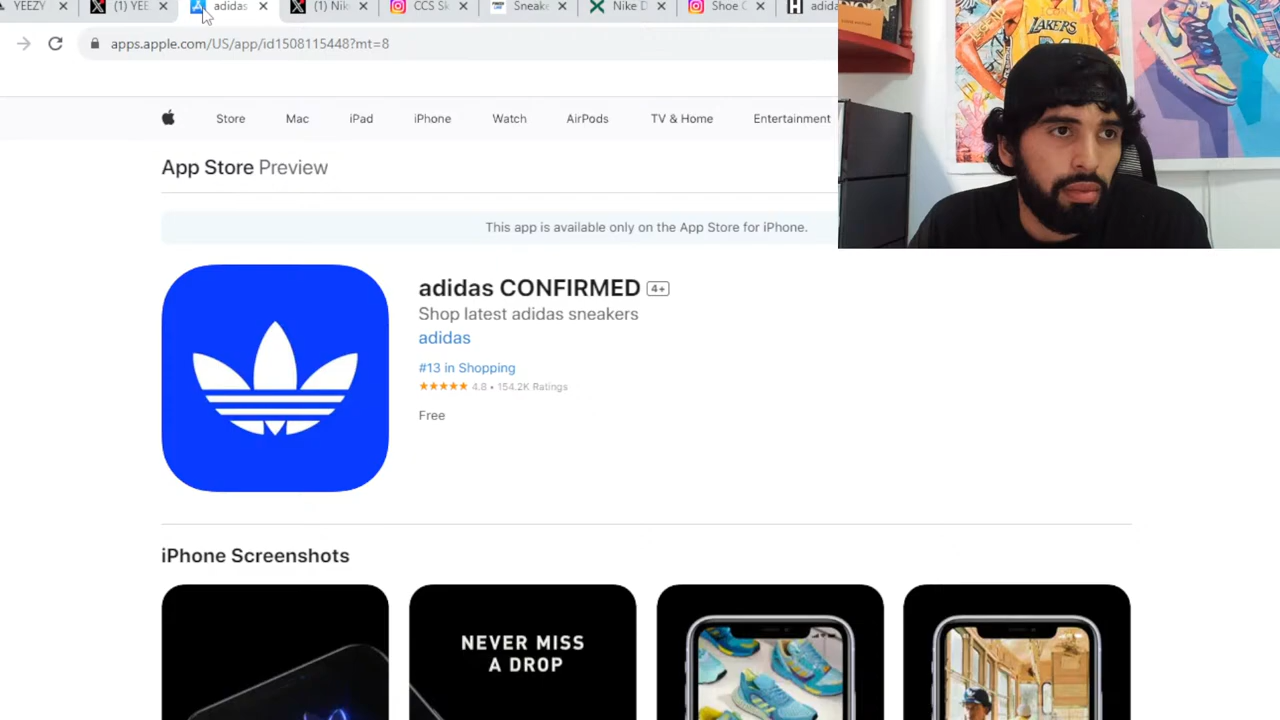 YEEZY
(1) YEE
adidas
(1) Nik
CCS Sk
Sneake
Nike D
Shoe C
adida
apps.apple.com/US/app/id1508115448?mt=8
Store
Mac
iPad
iPhone
Watch
AirPods
TV & Home
Entertainment
App Store Preview
This app is available only on the App Store for iPhone.
adidas CONFIRMED 4+
Shop latest adidas sneakers
adidas
#13 in Shopping
★★★★★ 4.8 • 154.2K Ratings
Free
iPhone Screenshots
NEVER MISS
A DROP
LAKERS